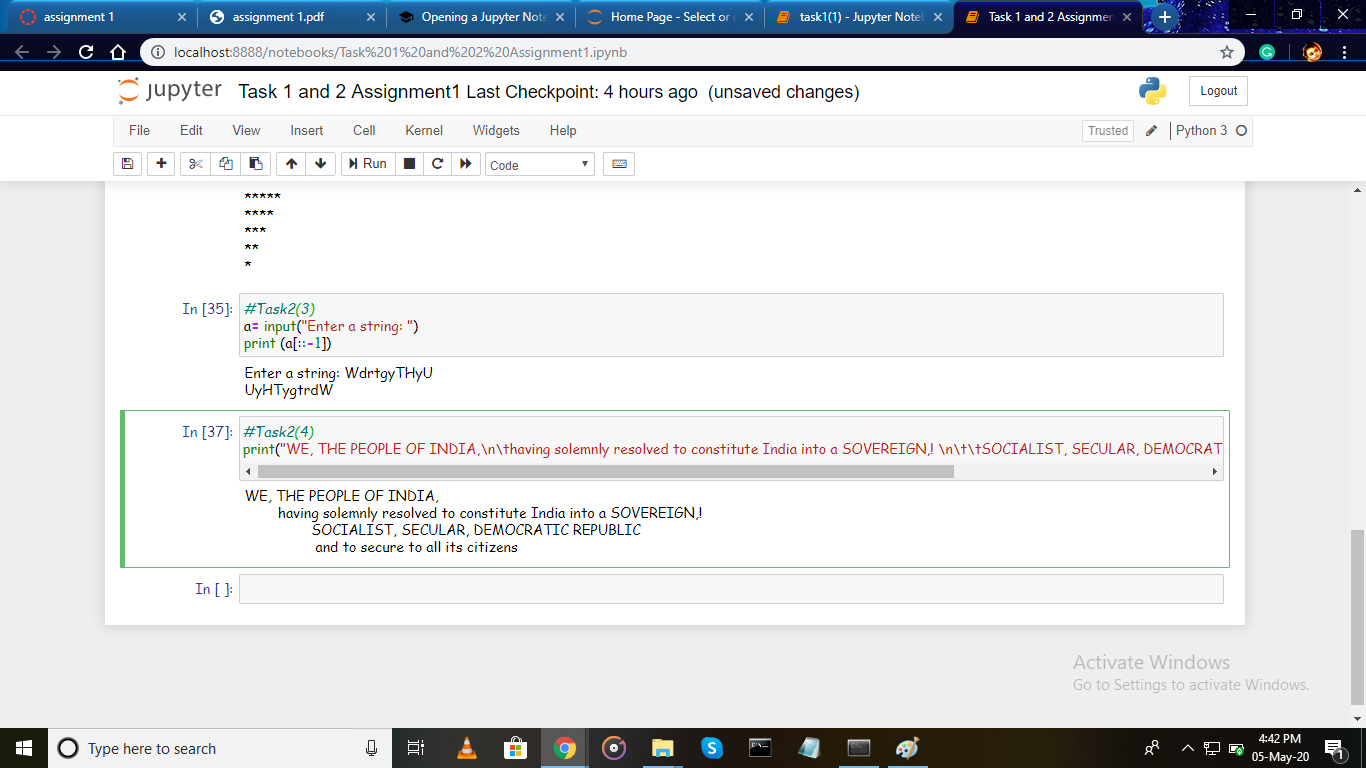 assignment 1
assignment 1.pdf
Opening a Jupyter Note
Home Page - Select or
task1(1) - Jupyter Noteb
Task 1 and 2 Assignmen
localhost:8888/notebooks/Task%201%20and%202%20Assignment1.ipynb
jupyter Task 1 and 2 Assignment1 Last Checkpoint: 4 hours ago (unsaved changes)
Logout
File Edit View Insert Cell Kernel Widgets Help
Trusted Python 3
Run Code
*****
****
***
**
*
In [35]: #Task2(3)
a= input("Enter a string: ")
print (a[::-1])
Enter a string: WdrtgyTHyU
UyHTygtrdW
In [37]: #Task2(4)
print("WE, THE PEOPLE OF INDIA,\n\thaving solemnly resolved to constitute India into a SOVEREIGN,! \n\t\tSOCIALIST, SECULAR, DEMOCRAT
WE, THE PEOPLE OF INDIA,
having solemnly resolved to constitute India into a SOVEREIGN,!
SOCIALIST, SECULAR, DEMOCRATIC REPUBLIC
and to secure to all its citizens
In [ ]:
Activate Windows
Go to Settings to activate Windows.
Type here to search
4:42 PM
05-May-20
1